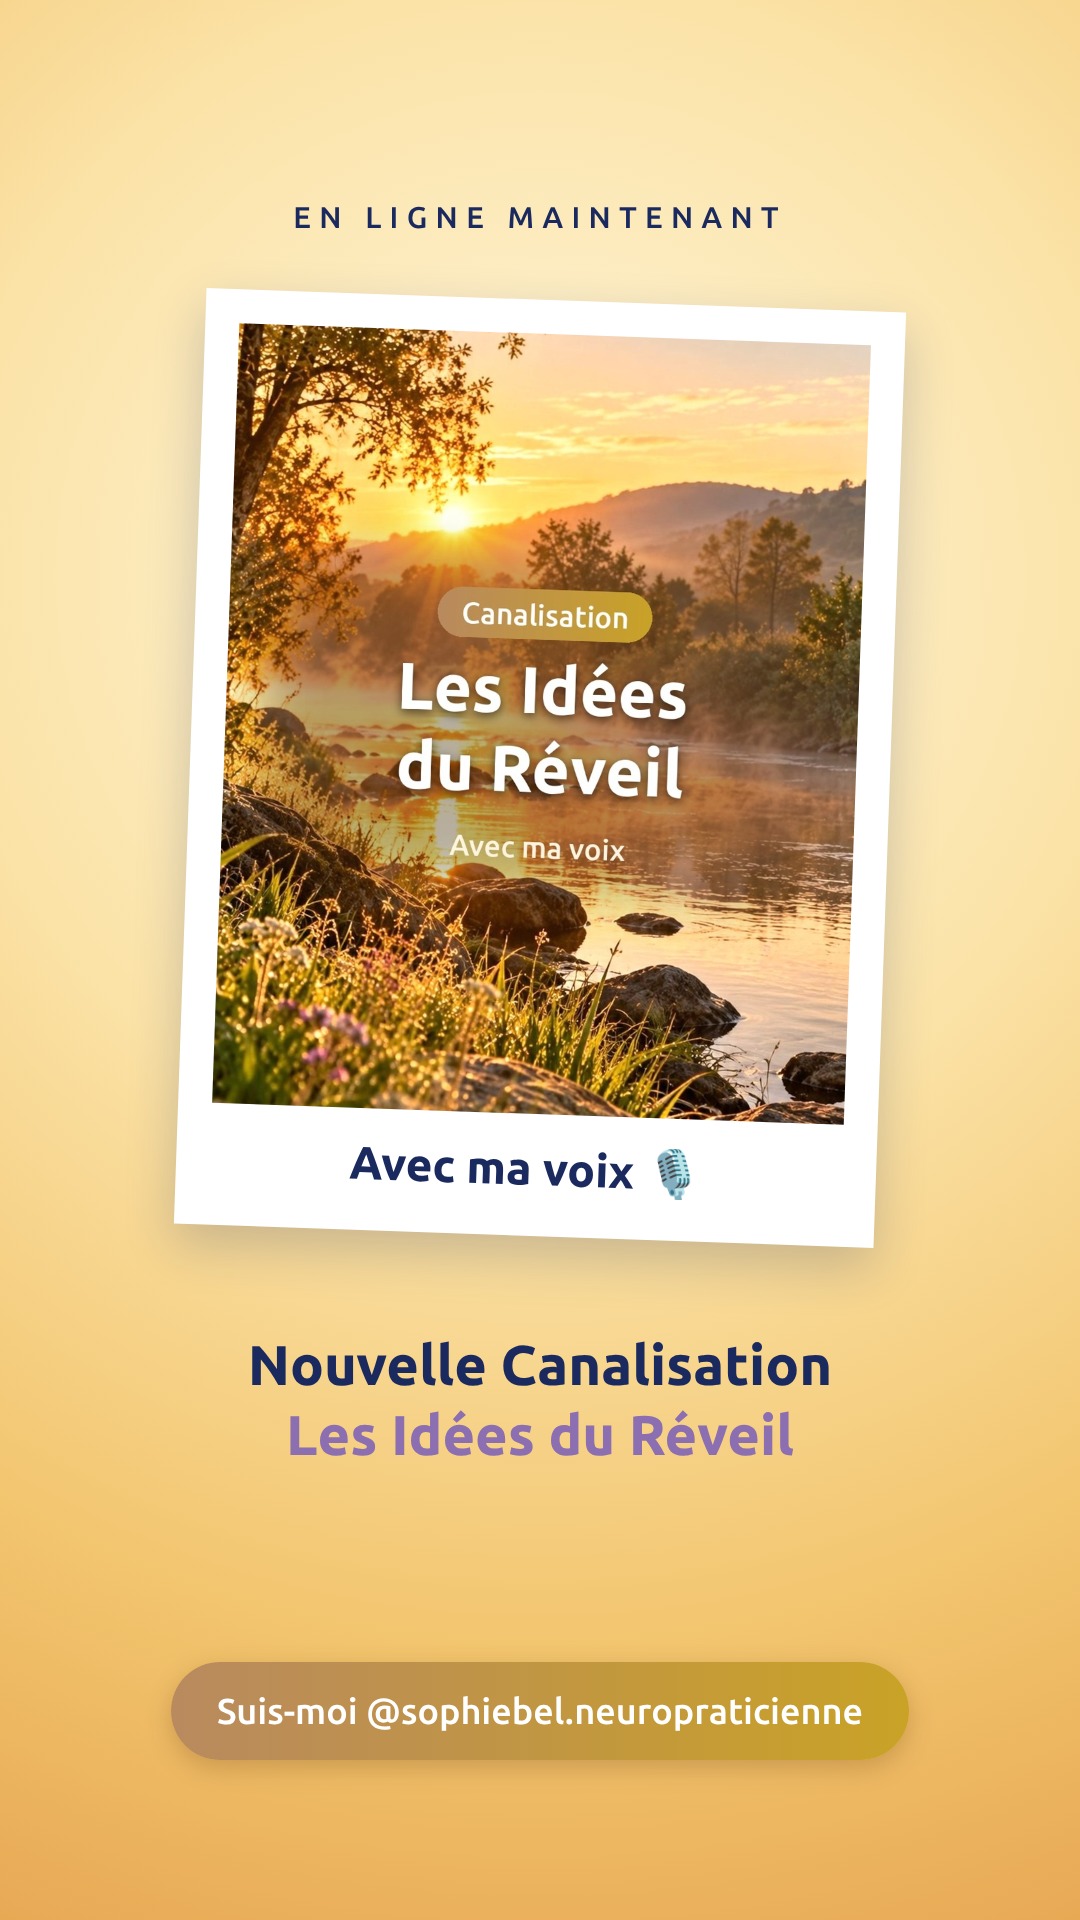 EN LIGNE MAINTENANT
Canalisation
Les Idées
du Réveil
Avec ma voix
Avec ma voix 🎙️
Nouvelle Canalisation
Les Idées du Réveil
Suis-moi @sophiebel.neuropraticienne